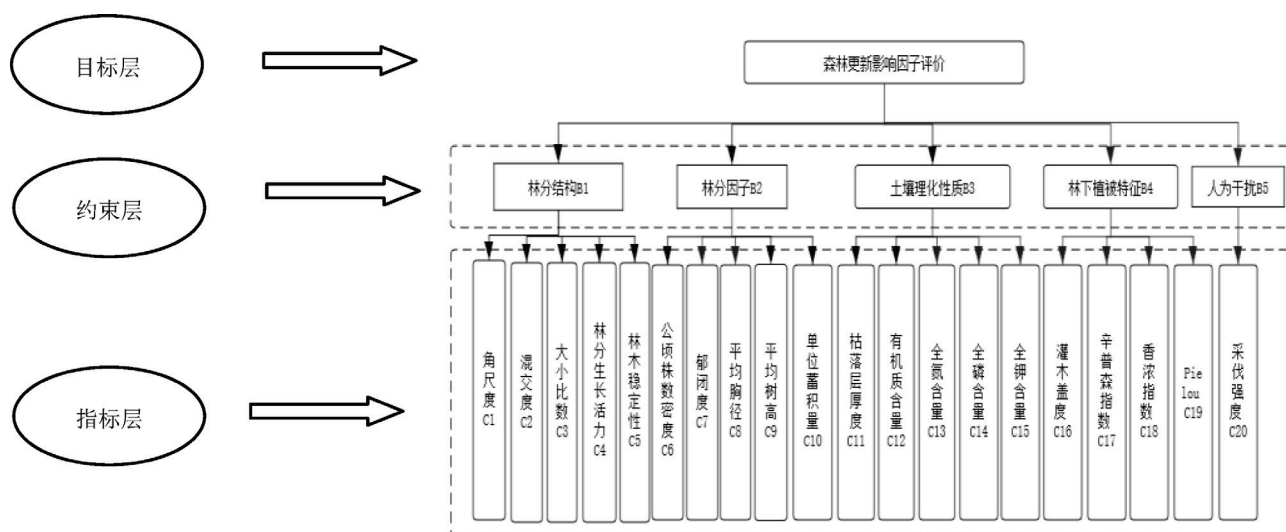 目标层
森林更新影响因子评价
约束层
林分结构B1
林分因子B2
土壤理化性质B3
林下植被特征B4
人为干扰B5
指标层
角尺度C1
混交度C2
大小比数C3
林分生长活力C4
林木稳定性C5
公顷株数密度C6
郁闭度C7
平均胸径C8
平均树高C9
单位蓄积量C10
枯落层厚度C11
有机质含量C12
全氮含量C13
全磷含量C14
全钾含量C15
灌木盖度C16
辛普森指数C17
香浓指数C18
Pie
lou
C19
采伐强度C20